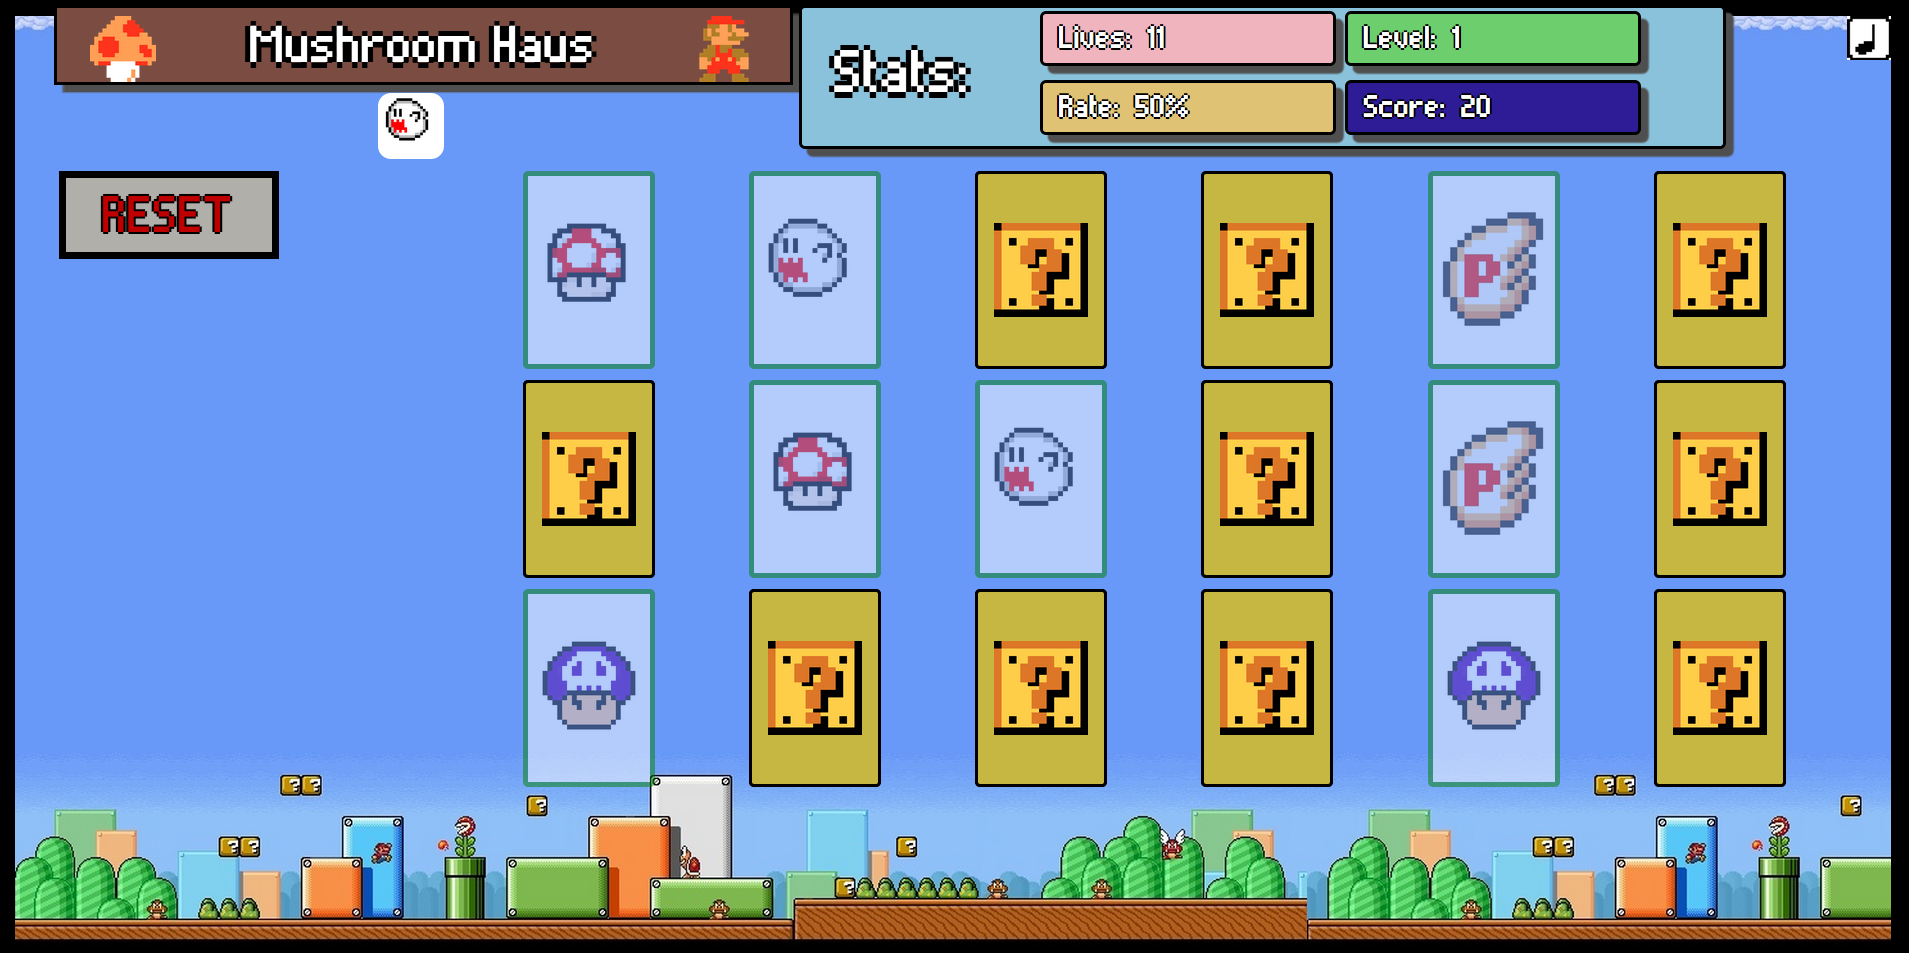 Mushroom Haus
Stats:
Lives: 11
Level: 1
Rate: 50%
Score: 20
RESET
? ? P ?
? ? P ?
? ? ? ?